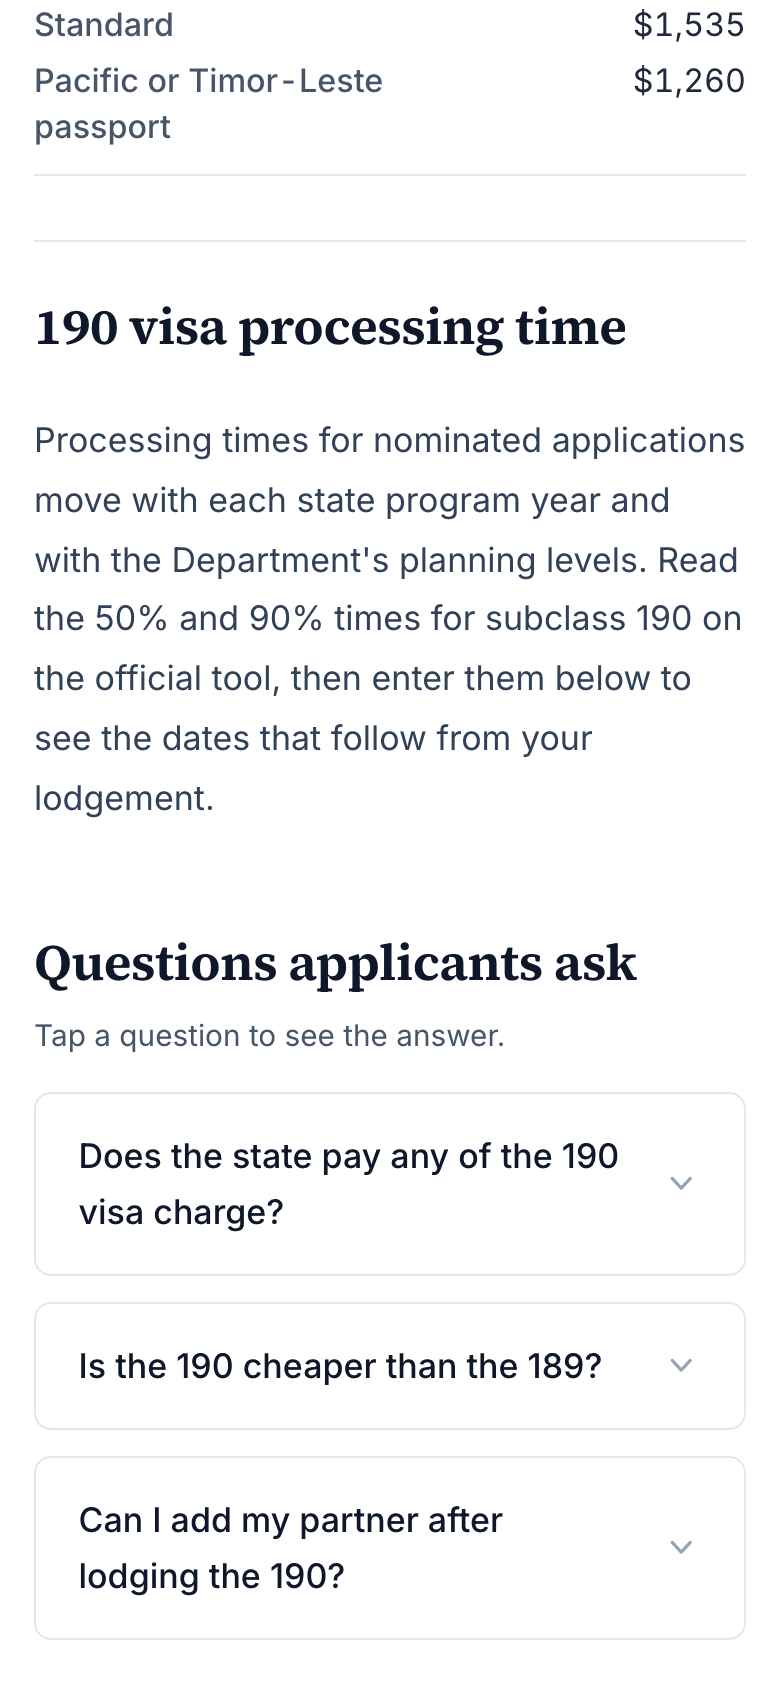 Standard $1,535
Pacific or Timor-Leste $1,260
passport
190 visa processing time
Processing times for nominated applications
move with each state program year and
with the Department's planning levels. Read
the 50% and 90% times for subclass 190 on
the official tool, then enter them below to
see the dates that follow from your
lodgement.
Questions applicants ask
Tap a question to see the answer.
Does the state pay any of the 190
visa charge?
Is the 190 cheaper than the 189?
Can I add my partner after
lodging the 190?